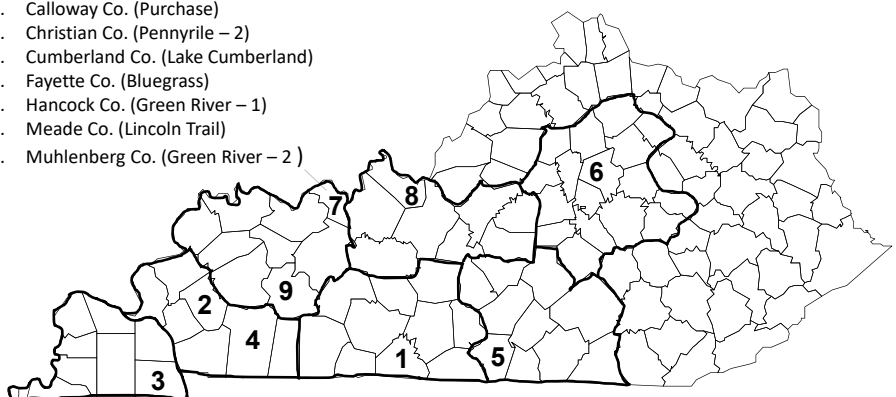 . Calloway Co. (Purchase)
. Christian Co. (Pennyrile – 2)
. Cumberland Co. (Lake Cumberland)
. Fayette Co. (Bluegrass)
. Hancock Co. (Green River – 1)
. Meade Co. (Lincoln Trail)
. Muhlenberg Co. (Green River – 2 )
6
7
8
2
9
4
1
5
3